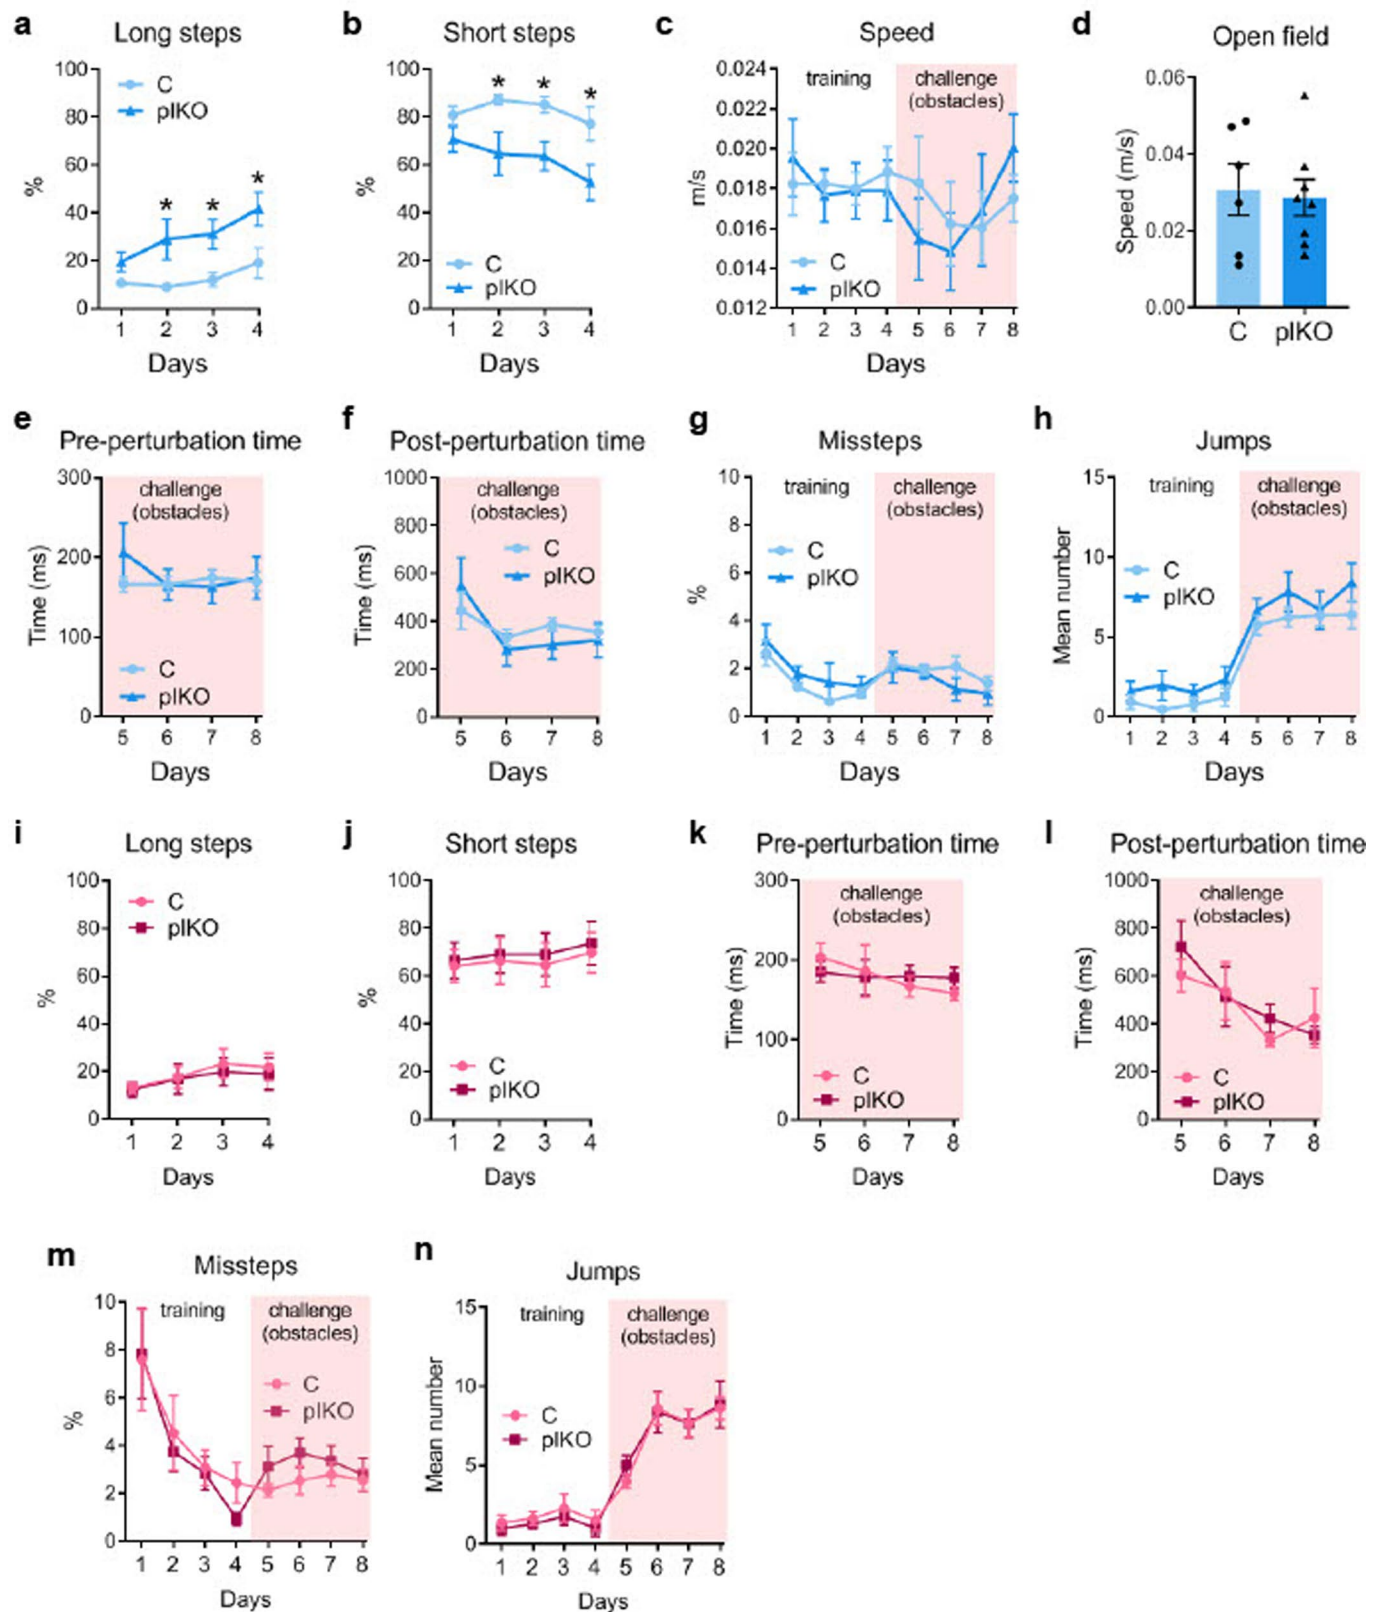 a
Long steps
100
80
60
40
20
0
%
C
pIKO
*
*
*
1 2 3 4
Days
b
Short steps
100
80
60
40
20
0
%
*
*
*
C
pIKO
1 2 3 4
Days
c
Speed
0.024
0.022
0.020
0.018
0.016
0.014
0.012
m/s
training
challenge
(obstacles)
C
pIKO
1 2 3 4 5 6 7 8
Days
d
Open field
0.06
0.04
0.02
0.00
Speed (m/s)
C pIKO
e
Pre-perturbation time
300
200
100
0
Time (ms)
challenge
(obstacles)
C
pIKO
5 6 7 8
Days
f
Post-perturbation time
1000
800
600
400
200
0
Time (ms)
challenge
(obstacles)
C
pIKO
5 6 7 8
Days
g
Missteps
10
8
6
4
2
0
%
training
challenge
(obstacles)
C
pIKO
1 2 3 4 5 6 7 8
Days
h
Jumps
15
10
5
0
Mean number
training
challenge
(obstacles)
C
pIKO
1 2 3 4 5 6 7 8
Days
i
Long steps
100
80
60
40
20
0
%
C
pIKO
1 2 3 4
Days
j
Short steps
100
80
60
40
20
0
%
C
pIKO
1 2 3 4
Days
k
Pre-perturbation time
300
200
100
0
Time (ms)
challenge
(obstacles)
C
pIKO
5 6 7 8
Days
l
Post-perturbation time
1000
800
600
400
200
0
Time (ms)
challenge
(obstacles)
C
pIKO
5 6 7 8
Days
m
Missteps
10
8
6
4
2
0
%
training
challenge
(obstacles)
C
pIKO
1 2 3 4 5 6 7 8
Days
n
Jumps
15
10
5
0
Mean number
training
challenge
(obstacles)
C
pIKO
1 2 3 4 5 6 7 8
Days